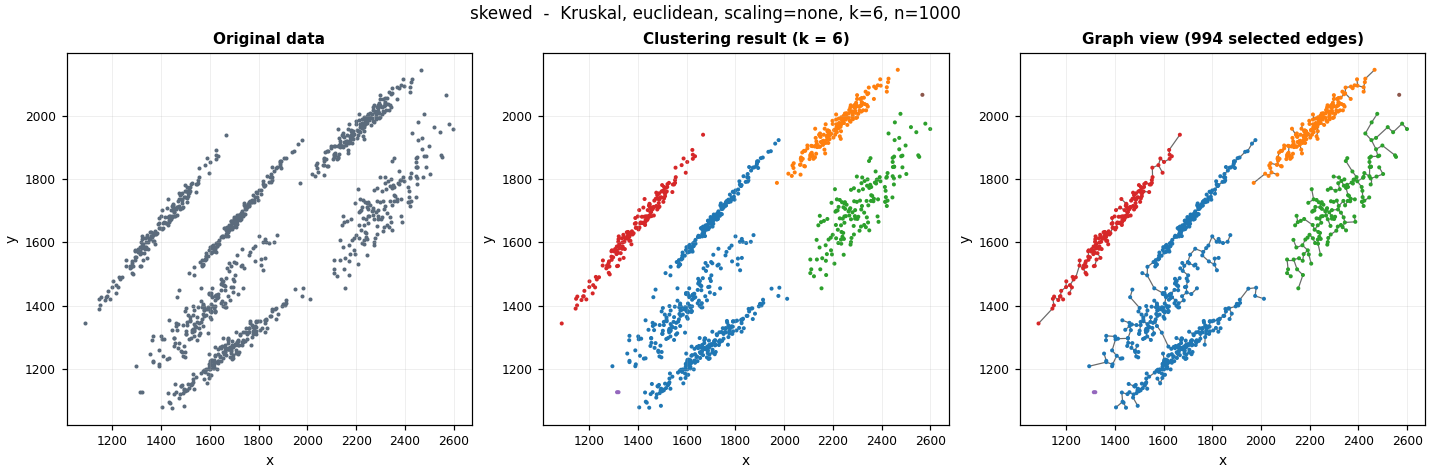 skewed  -  Kruskal, euclidean, scaling=none, k=6, n=1000
Original data
Clustering result (k = 6)
Graph view (994 selected edges)
y
2000
1800
1600
1400
1200
1200 1400 1600 1800 2000 2200 2400 2600
x
y
2000
1800
1600
1400
1200
1200 1400 1600 1800 2000 2200 2400 2600
x
y
2000
1800
1600
1400
1200
1200 1400 1600 1800 2000 2200 2400 2600
x